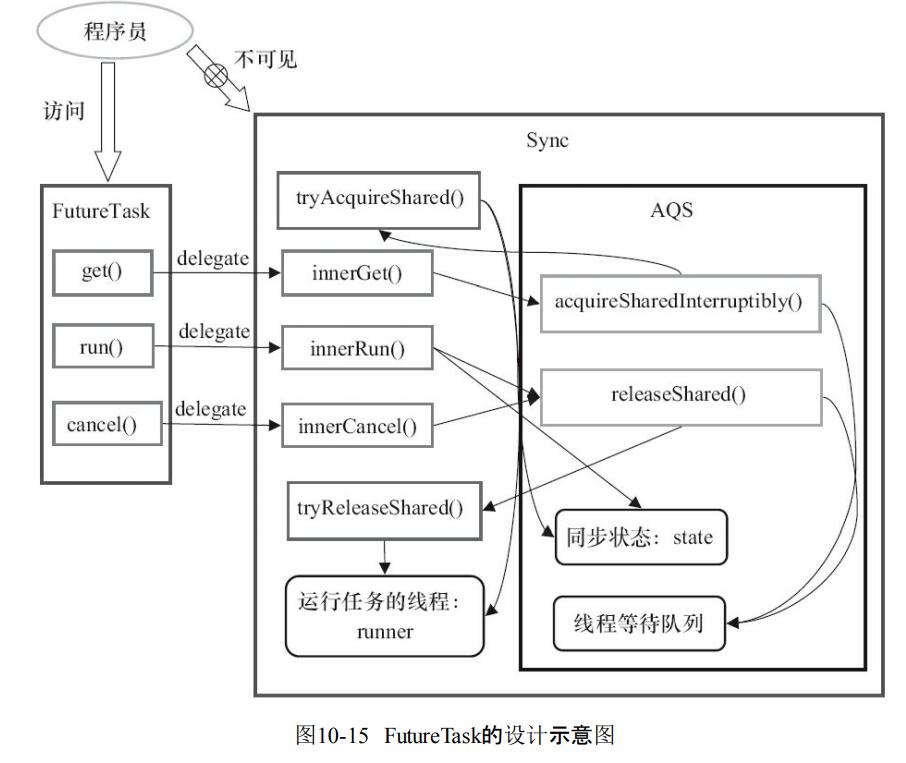 程序员
不可见
访问
Sync
FutureTask
tryAcquireShared()
AQS
get()
delegate
innerGet()
acquireSharedInterruptibly()
run()
delegate
innerRun()
releaseShared()
cancel()
delegate
innerCancel()
tryReleaseShared()
同步状态：state
运行任务的线程：
runner
线程等待队列
图10-15 FutureTask的设计示意图